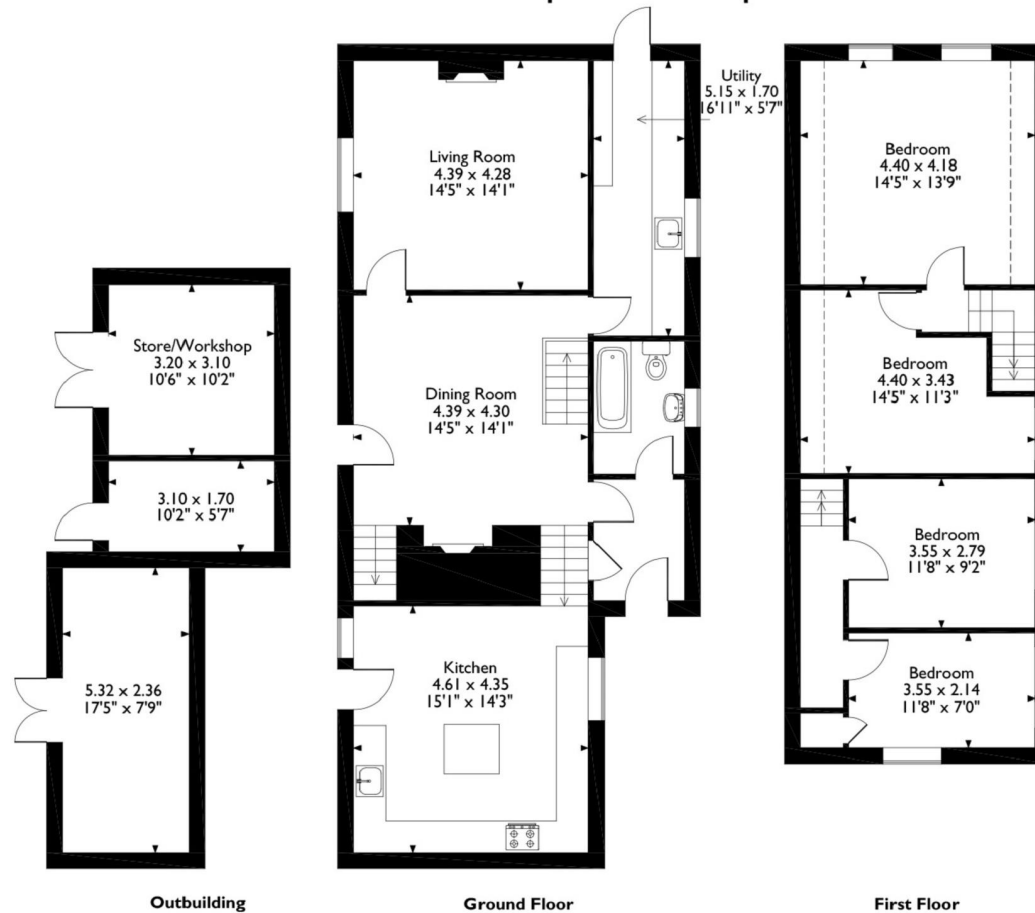 Utility
5.15 x 1.70
16'11" x 5'7"
Living Room
4.39 x 4.28
14'5" x 14'1"
Bedroom
4.40 x 4.18
14'5" x 13'9"
Store/Workshop
3.20 x 3.10
10'6" x 10'2"
Dining Room
4.39 x 4.30
14'5" x 14'1"
Bedroom
4.40 x 3.43
14'5" x 11'3"
3.10 x 1.70
10'2" x 5'7"
Bedroom
3.55 x 2.79
11'8" x 9'2"
5.32 x 2.36
17'5" x 7'9"
Kitchen
4.61 x 4.35
15'1" x 14'3"
Bedroom
3.55 x 2.14
11'8" x 7'0"
Outbuilding
Ground Floor
First Floor